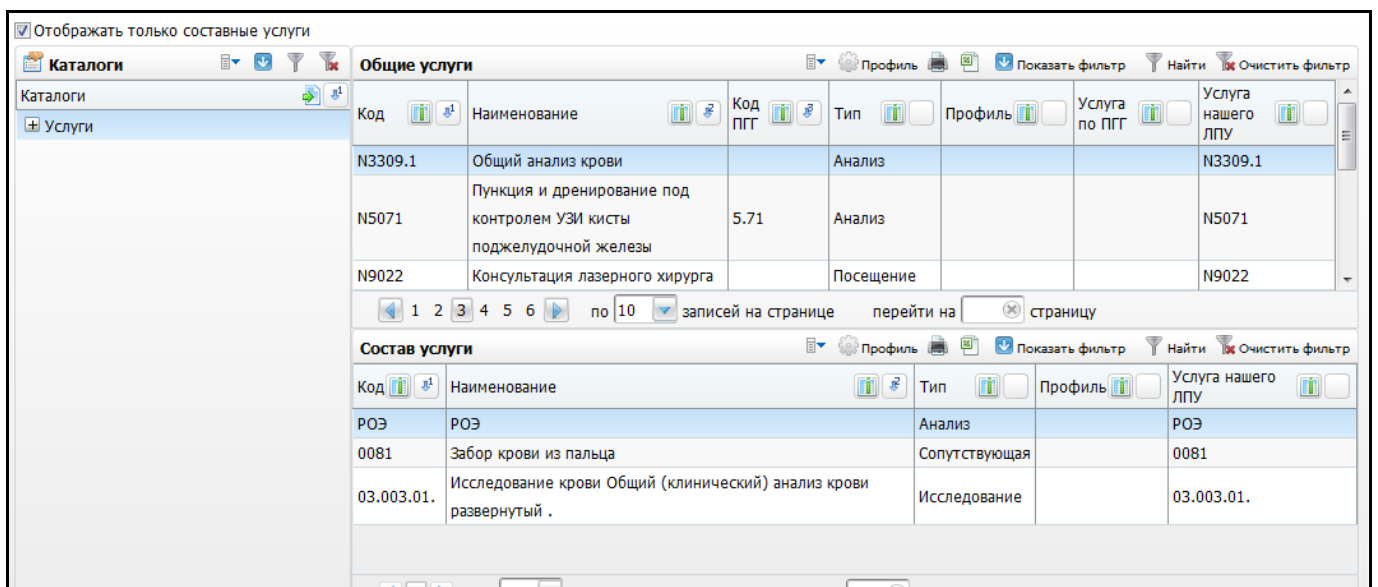 Отображать только составные услуги
Каталоги
Каталоги
Услуги
Общие услуги Профиль Показать фильтр Найти Очистить фильтр
Код Наименование Код ПГГ Тип Профиль Услуга по ПГГ Услуга нашего ЛПУ
N3309.1 Общий анализ крови Анализ N3309.1
Пункция и дренирование под
N5071 контролем УЗИ кисты 5.71 Анализ N5071
поджелудочной железы
N9022 Консультация лазерного хирурга Посещение N9022
1 2 3 4 5 6 по 10 записей на странице перейти на страницу
Состав услуги Профиль Показать фильтр Найти Очистить фильтр
Код Наименование Тип Профиль Услуга нашего ЛПУ
РОЭ РОЭ Анализ РОЭ
0081 Забор крови из пальца Сопутствующая 0081
Исследование крови Общий (клинический) анализ крови
03.003.01. развернутый . Исследование 03.003.01.